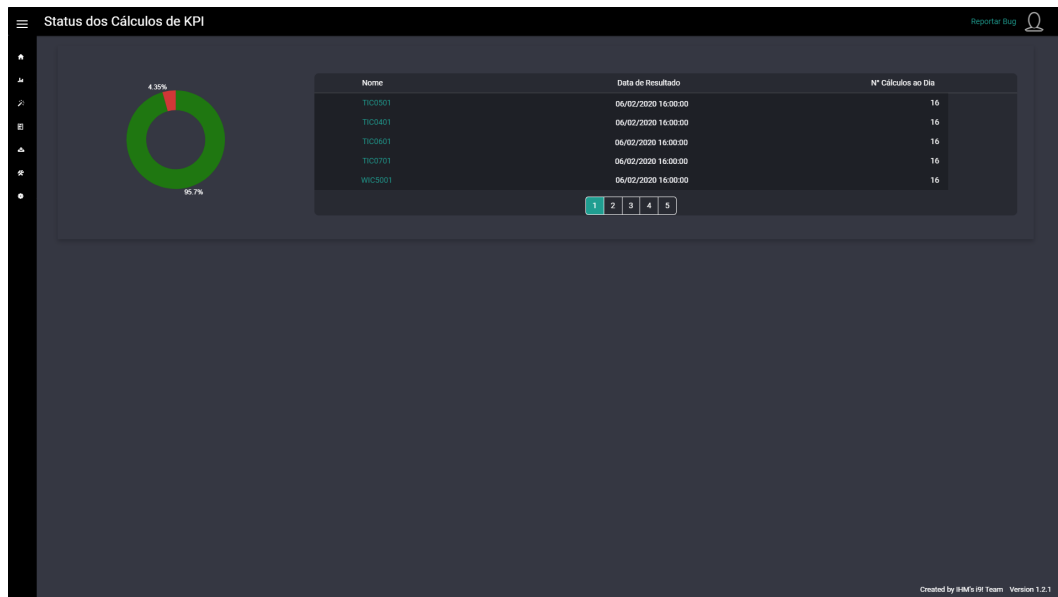 Status dos Cálculos de KPI
Reportar Bug
4.35%
95.7%
Nome Data de Resultado N° Cálculos ao Dia
TIC0501 06/02/2020 16:00:00 16
TIC0401 06/02/2020 16:00:00 16
TIC0601 06/02/2020 16:00:00 16
TIC0701 06/02/2020 16:00:00 16
WIC5001 06/02/2020 16:00:00 16
1 2 3 4 5
Created by IHM's i9! Team Version 1.2.1